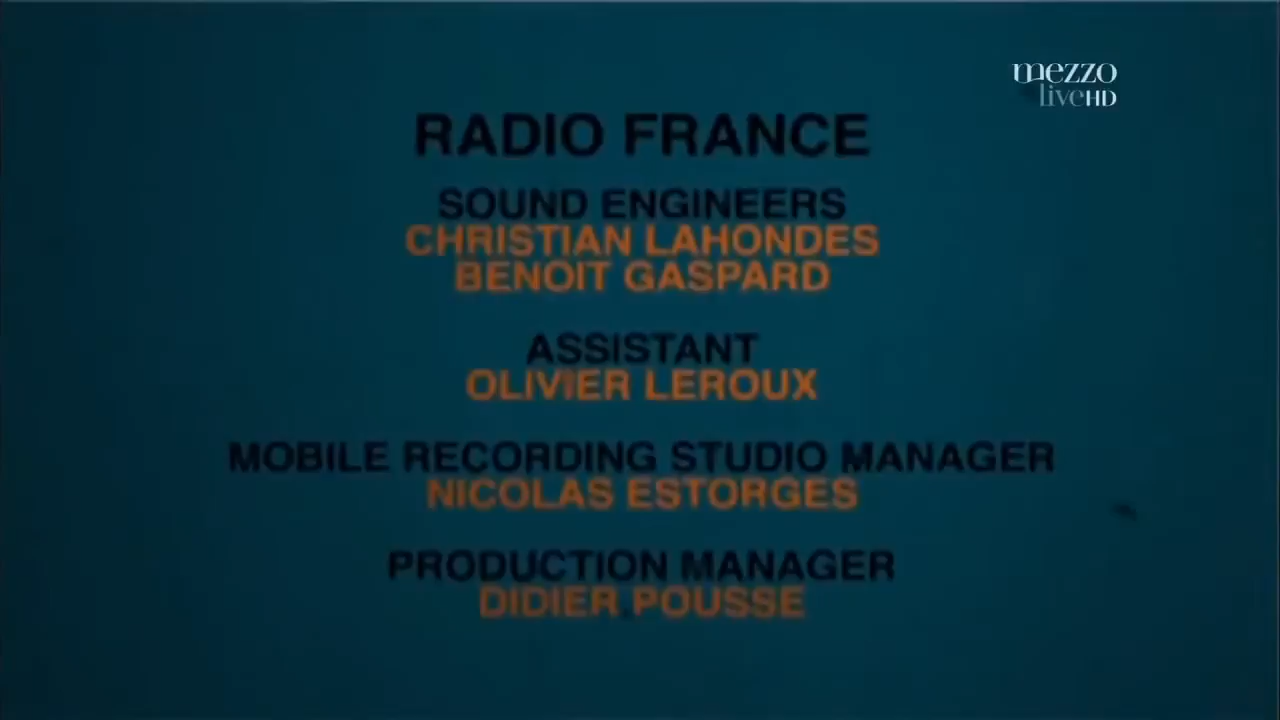 mezzo
liveHD
RADIO FRANCE
SOUND ENGINEERS
CHRISTIAN LAHONDES
BENOIT GASPARD
ASSISTANT
OLIVIER LEROUX
MOBILE RECORDING STUDIO MANAGER
NICOLAS ESTORGES
PRODUCTION MANAGER
DIDIER POUSSE